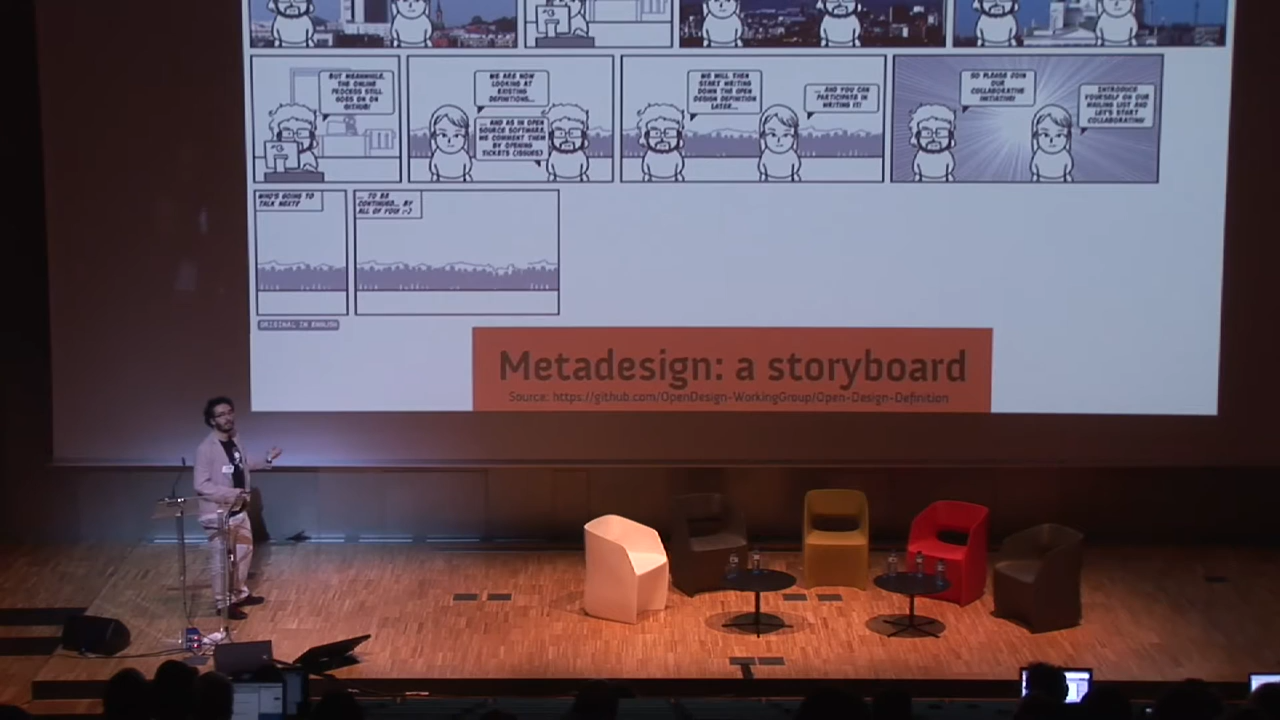 BUT MEANWHILE,
THE ONLINE
PROCESS STILL
GOES ON ON
GITHUB!
WE ARE NOW
LOOKING AT
EXISTING
DEFINITIONS...
... AND AS IN OPEN
SOURCE SOFTWARE,
WE COMMENT THEM
BY OPENING
TICKETS (ISSUES)
WE WILL THEN
START WRITING
DOWN THE OPEN
DESIGN DEFINITION
LATER...
... AND YOU CAN
PARTICIPATE IN
WRITING IT!
SO PLEASE JOIN
OUR
COLLABORATIVE
INITIATIVE!
INTRODUCE
YOURSELF ON OUR
MAILING LIST AND
LET'S START
COLLABORATING!
WHO'S GOING TO
TALK NEXT?
... TO BE
CONTINUED... BY
ALL OF YOU! ;-)
ORIGINAL IN ENGLISH
Metadesign: a storyboard
Source: https://github.com/OpenDesign-WorkingGroup/Open-Design-Definition